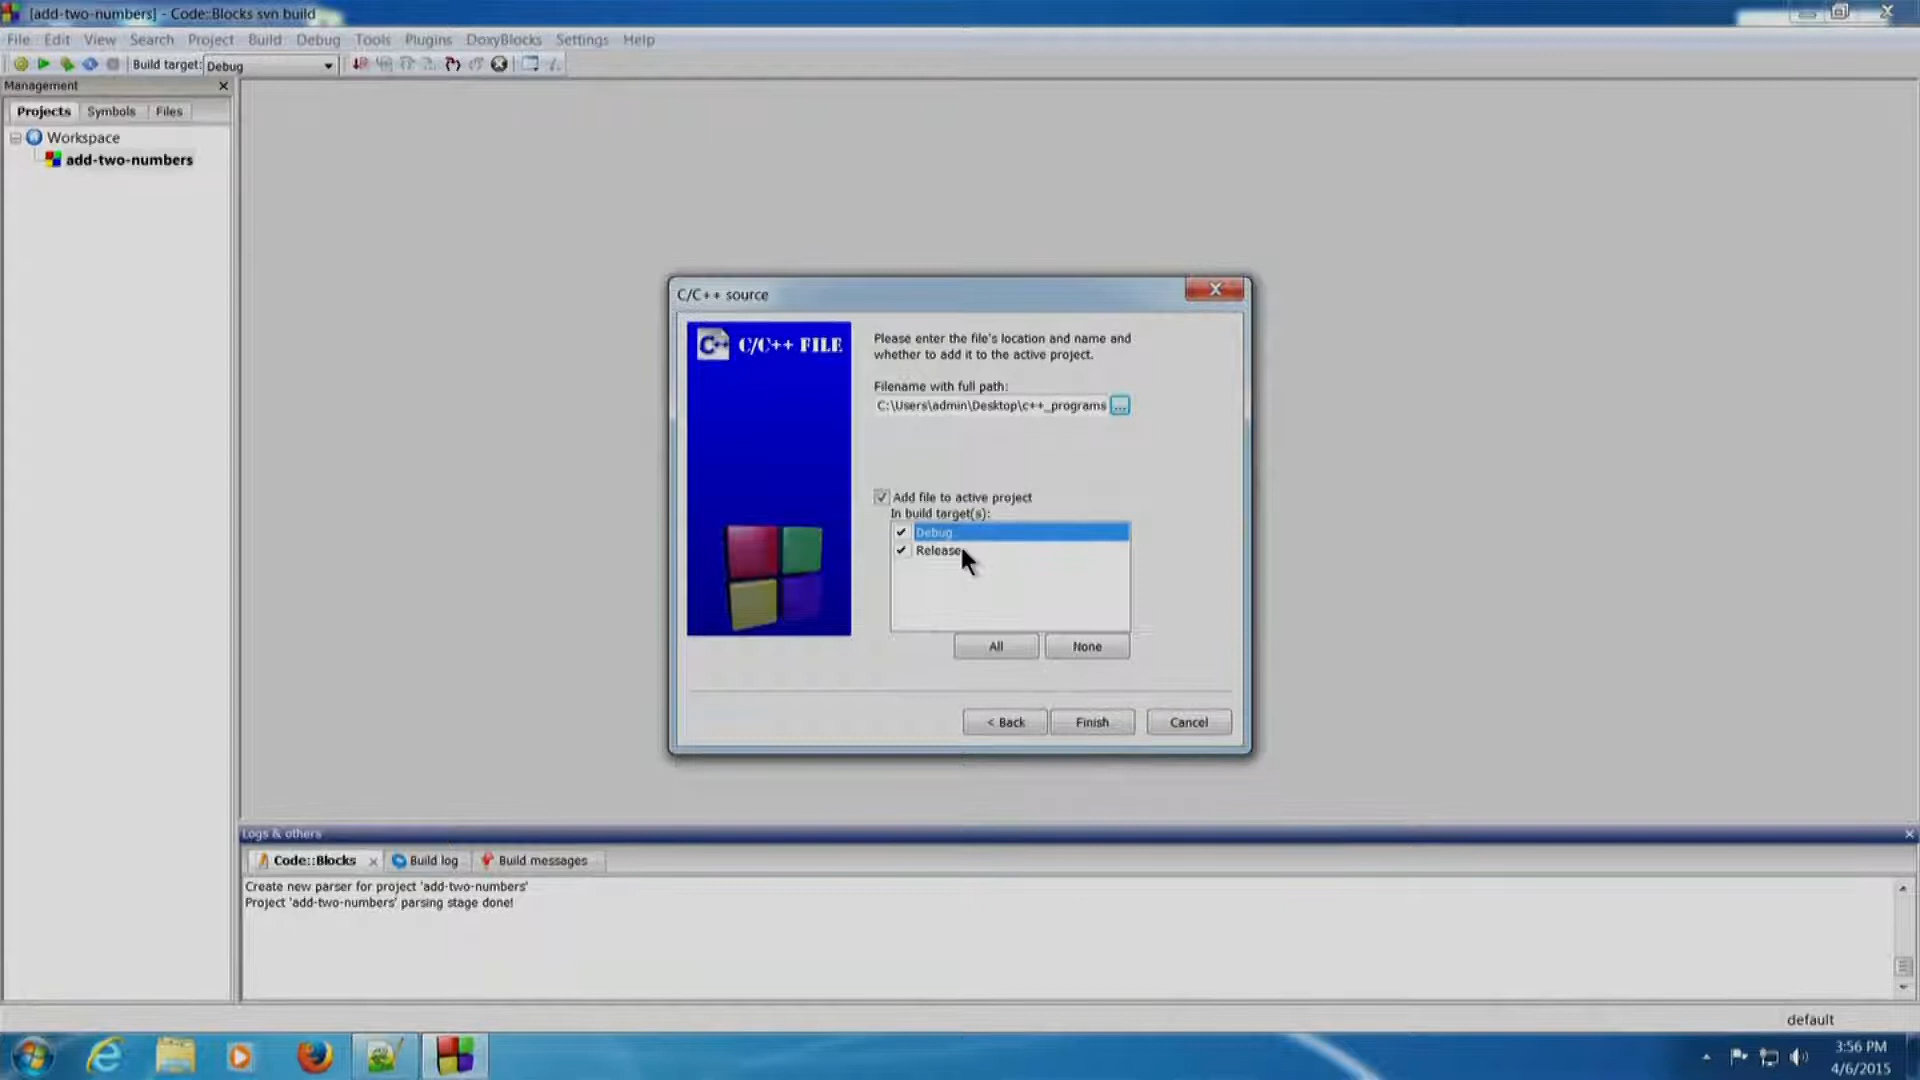 [add-two-numbers] - Code::Blocks svn build
File Edit View Search Project Build Debug Tools Plugins DoxyBlocks Settings Help
Build target: Debug
Management
Projects Symbols Files
Workspace
add-two-numbers
C/C++ source
C++ C/C++ FILE
Please enter the file's location and name and
whether to add it to the active project.
Filename with full path:
C:\Users\admin\Desktop\c++_programs ...
Add file to active project
In build target(s):
Debug
Release
All None
< Back Finish Cancel
Logs & others
Code::Blocks Build log Build messages
Create new parser for project 'add-two-numbers'
Project 'add-two-numbers' parsing stage done!
default
3:56 PM
4/6/2015